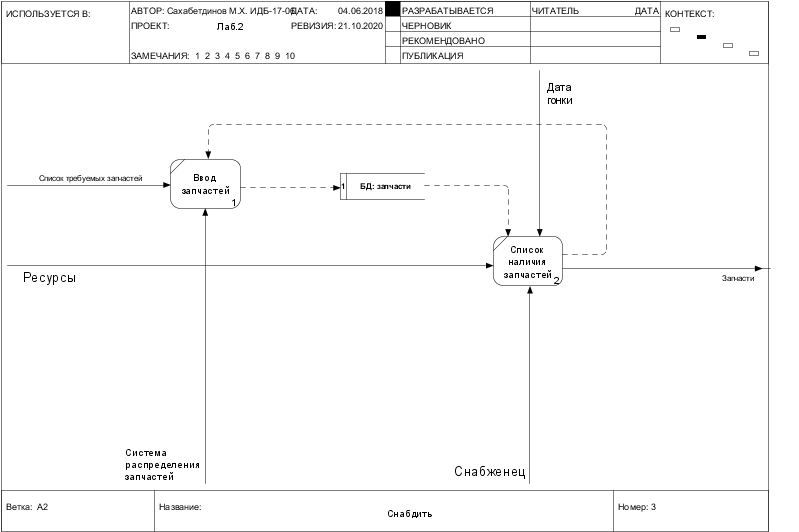 ИСПОЛЬЗУЕТСЯ В:
АВТОР: Сахабетдинов М.Х. ИДБ-17-06
ДАТА: 04.06.2018
РАЗРАБАТЫВАЕТСЯ
ЧИТАТЕЛЬ
ДАТА
КОНТЕКСТ:
ПРОЕКТ: Лаб.2
РЕВИЗИЯ: 21.10.2020
ЧЕРНОВИК
РЕКОМЕНДОВАНО
ЗАМЕЧАНИЯ: 1 2 3 4 5 6 7 8 9 10
ПУБЛИКАЦИЯ
Дата
гонки
Список требуемых запчастей
Ввод
запчастей
1
1
БД: запчасти
Список
наличия
запчастей
2
Ресурсы
Запчасти
Система
распределения
запчастей
Снабженец
Ветка: A2
Название:
Снабдить
Номер: 3